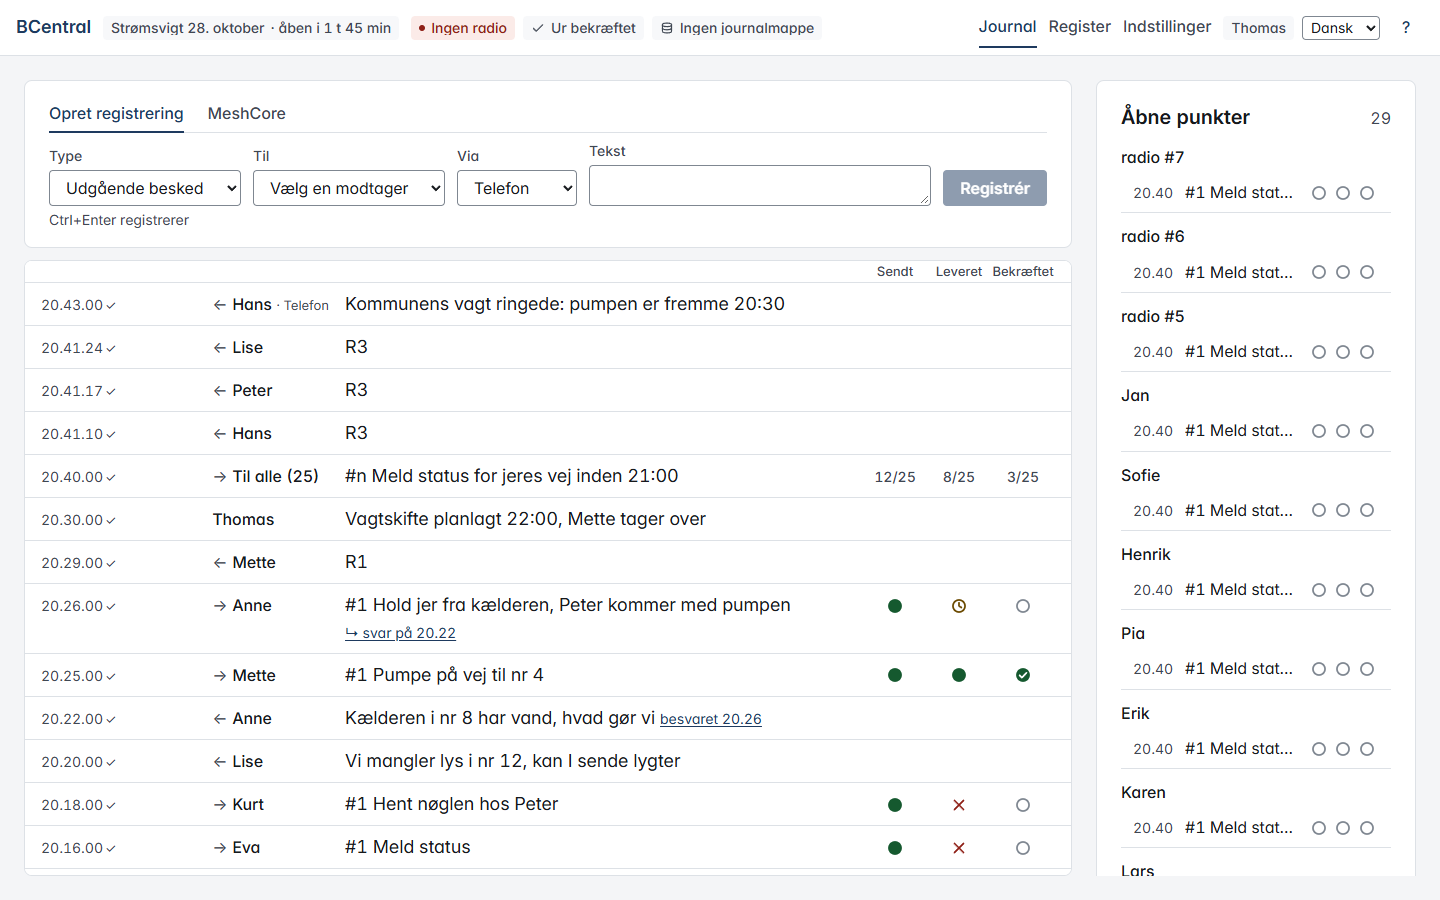 BCentral
Strømsvigt 28. oktober · åben i 1 t 45 min
Ingen radio
Ur bekræftet
Ingen journalmappe
Journal
Register
Indstillinger
Thomas
Dansk
?
Opret registrering
MeshCore
Type
Til
Via
Tekst
Udgående besked
Vælg en modtager
Telefon
Registrér
Ctrl+Enter registrerer
Sendt Leveret Bekræftet
20.43.00 ← Hans · Telefon Kommunens vagt ringede: pumpen er fremme 20:30
20.41.24 ← Lise R3
20.41.17 ← Peter R3
20.41.10 ← Hans R3
20.40.00 → Til alle (25) #n Meld status for jeres vej inden 21:00 12/25 8/25 3/25
20.30.00 Thomas Vagtskifte planlagt 22:00, Mette tager over
20.29.00 ← Mette R1
20.26.00 → Anne #1 Hold jer fra kælderen, Peter kommer med pumpen
↳ svar på 20.22
20.25.00 → Mette #1 Pumpe på vej til nr 4
20.22.00 ← Anne Kælderen i nr 8 har vand, hvad gør vi besvaret 20.26
20.20.00 ← Lise Vi mangler lys i nr 12, kan I sende lygter
20.18.00 → Kurt #1 Hent nøglen hos Peter
20.16.00 → Eva #1 Meld status
Åbne punkter 29
radio #7
20.40 #1 Meld stat...
radio #6
20.40 #1 Meld stat...
radio #5
20.40 #1 Meld stat...
Jan
20.40 #1 Meld stat...
Sofie
20.40 #1 Meld stat...
Henrik
20.40 #1 Meld stat...
Pia
20.40 #1 Meld stat...
Erik
20.40 #1 Meld stat...
Karen
20.40 #1 Meld stat...
Lars